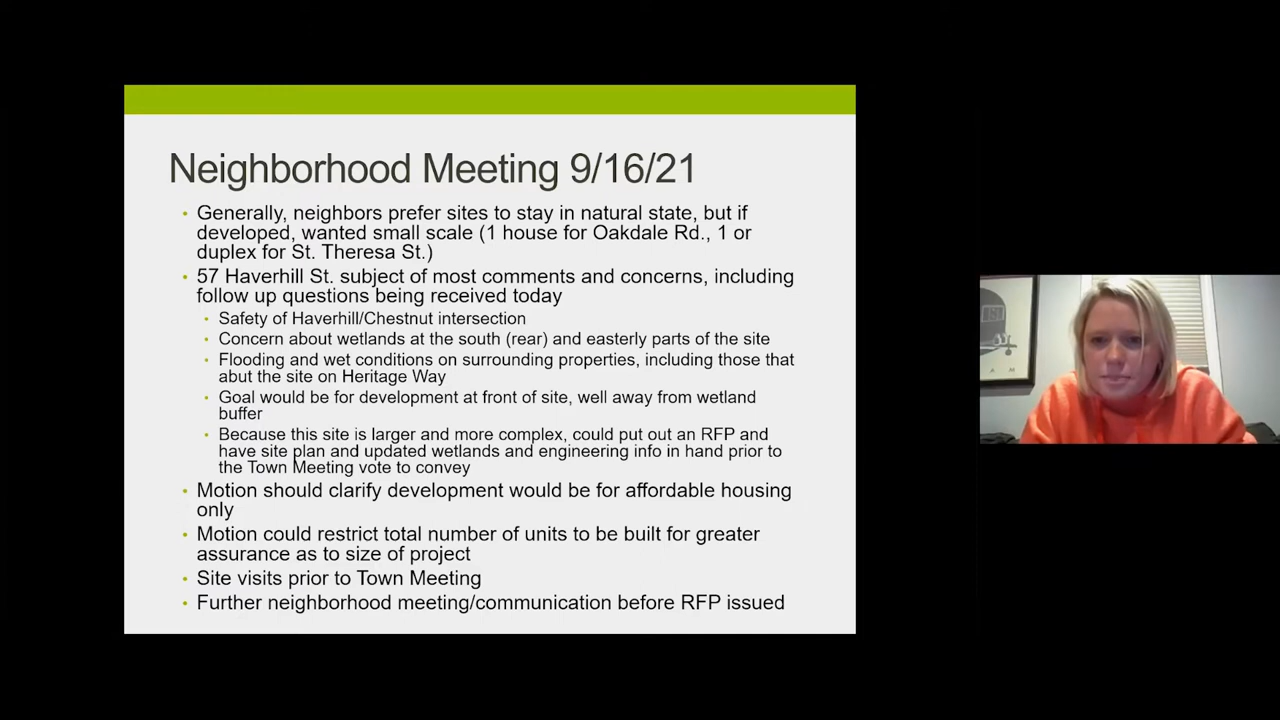 Neighborhood Meeting 9/16/21
• Generally, neighbors prefer sites to stay in natural state, but if
developed, wanted small scale (1 house for Oakdale Rd., 1 or
duplex for St. Theresa St.)
• 57 Haverhill St. subject of most comments and concerns, including
follow up questions being received today
• Safety of Haverhill/Chestnut intersection
• Concern about wetlands at the south (rear) and easterly parts of the site
• Flooding and wet conditions on surrounding properties, including those that
abut the site on Heritage Way
• Goal would be for development at front of site, well away from wetland
buffer
• Because this site is larger and more complex, could put out an RFP and
have site plan and updated wetlands and engineering info in hand prior to
the Town Meeting vote to convey
• Motion should clarify development would be for affordable housing
only
• Motion could restrict total number of units to be built for greater
assurance as to size of project
• Site visits prior to Town Meeting
• Further neighborhood meeting/communication before RFP issued